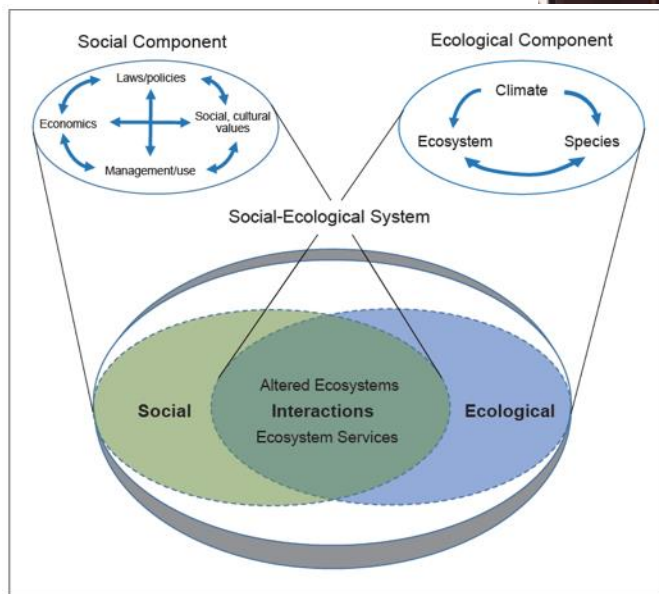 Social Component
Ecological Component
Laws/policies
Economics
Social, cultural
values
Management/use
Climate
Ecosystem
Species
Social-Ecological System
Altered Ecosystems
Social
Interactions
Ecological
Ecosystem Services